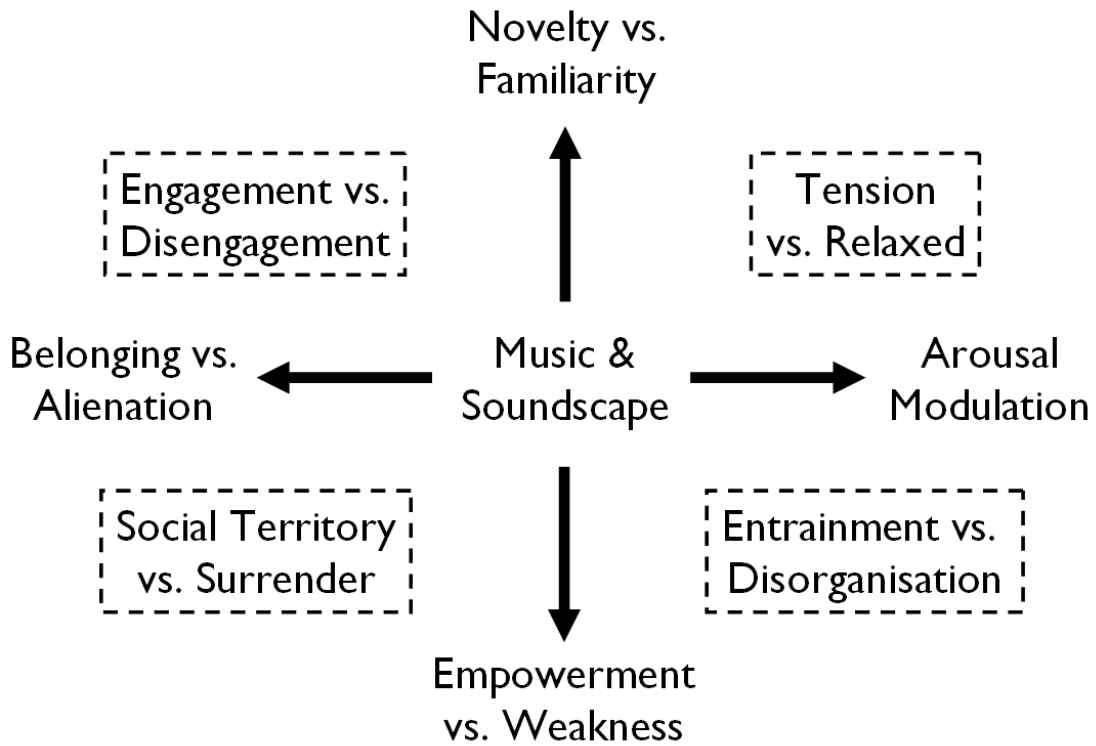 Novelty vs.
Familiarity
Engagement vs.
Disengagement
Tension
vs. Relaxed
Belonging vs.
Alienation
Music &
Soundscape
Arousal
Modulation
Social Territory
vs. Surrender
Entrainment vs.
Disorganisation
Empowerment
vs. Weakness